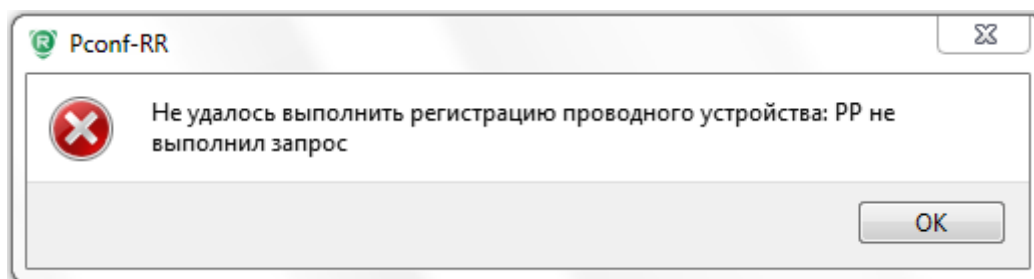 Pconf-RR
Не удалось выполнить регистрацию проводного устройства: РР не
выполнил запрос
OK